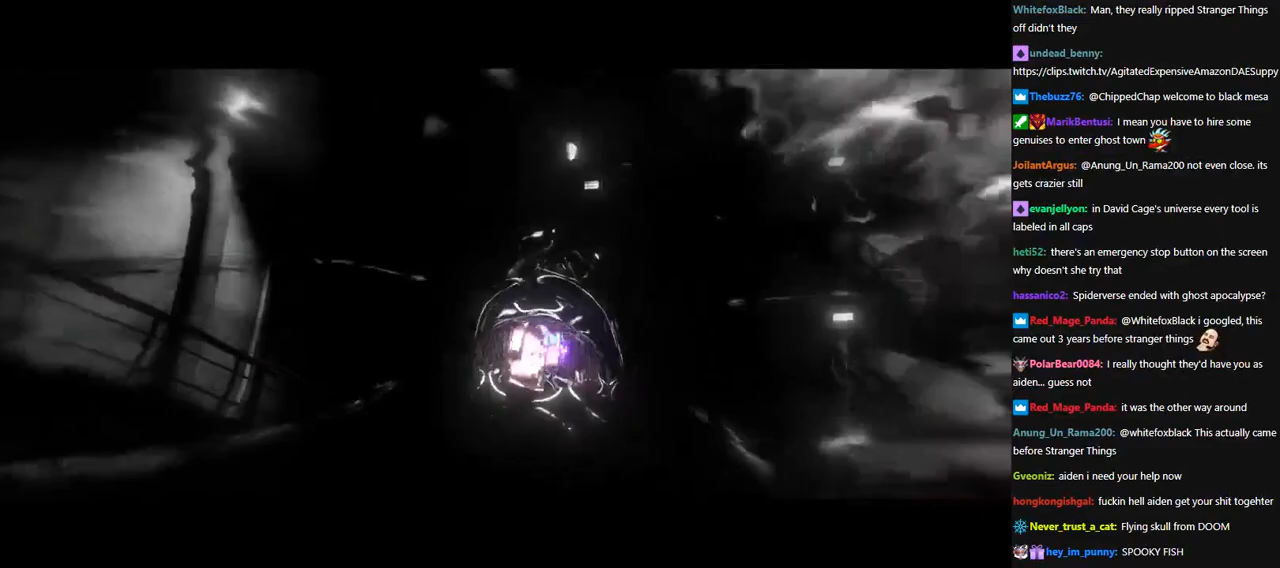 WhitefoxBlack: Man, they really ripped Stranger Things
off didn't they
undead_benny:
https://clips.twitch.tv/AgitatedExpensiveAmazonDAESuppy
Thebuzz76: @ChippedChap welcome to black mesa
MarikBentusi: I mean you have to hire some
genuises to enter ghost town
JoilantArgus: @Anung_Un_Rama200 not even close. its
gets crazier still
evanjellyon: in David Cage's universe every tool is
labeled in all caps
heti52: there's an emergency stop button on the screen
why doesn't she try that
hassanico2: Spiderverse ended with ghost apocalypse?
Red_Mage_Panda: @WhitefoxBlack i googled, this
came out 3 years before stranger things
PolarBear0084: I really thought they'd have you as
aiden... guess not
Red_Mage_Panda: it was the other way around
Anung_Un_Rama200: @whitefoxblack This actually came
before Stranger Things
Gveoniz: aiden i need your help now
hongkongishgal: fuckin hell aiden get your shit togehter
Never_trust_a_cat: Flying skull from DOOM
hey_im_punny: SPOOKY FISH